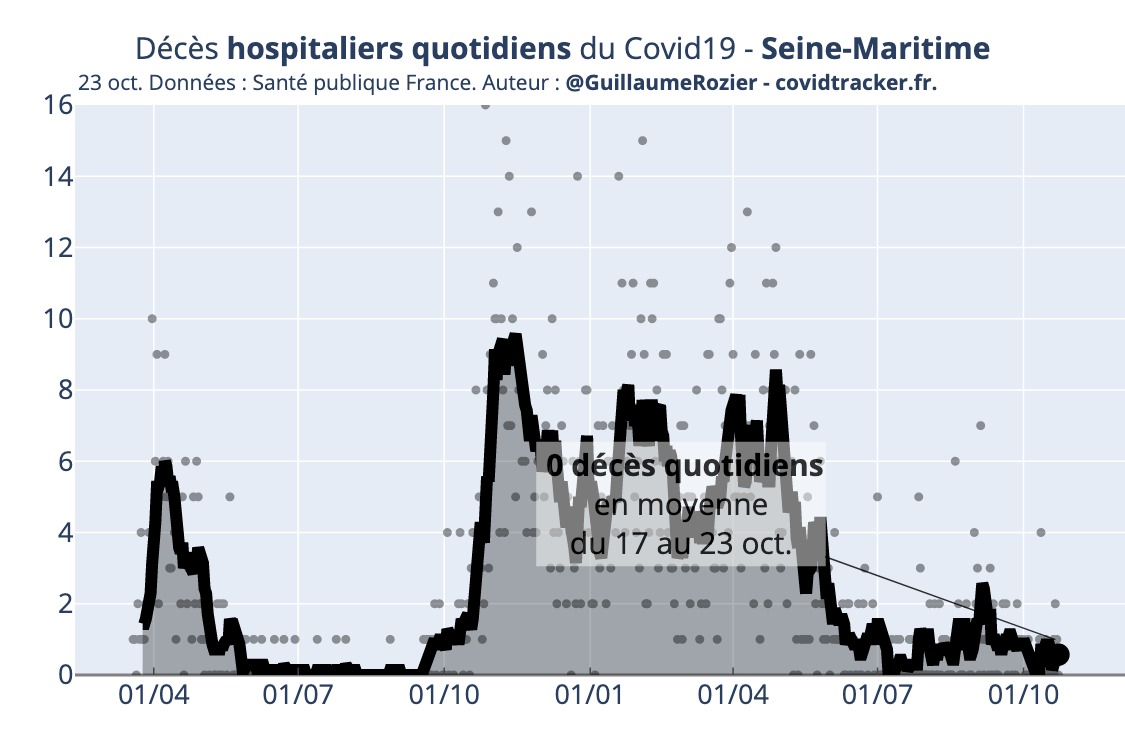 Décès hospitaliers quotidiens du Covid19 - Seine-Maritime
23 oct. Données : Santé publique France. Auteur : @GuillaumeRozier - covidtracker.fr.
16
14
12
10
8
6
4
2
0
0 décès quotidiens
en moyenne
du 17 au 23 oct.
01/04 01/07 01/10 01/01 01/04 01/07 01/10